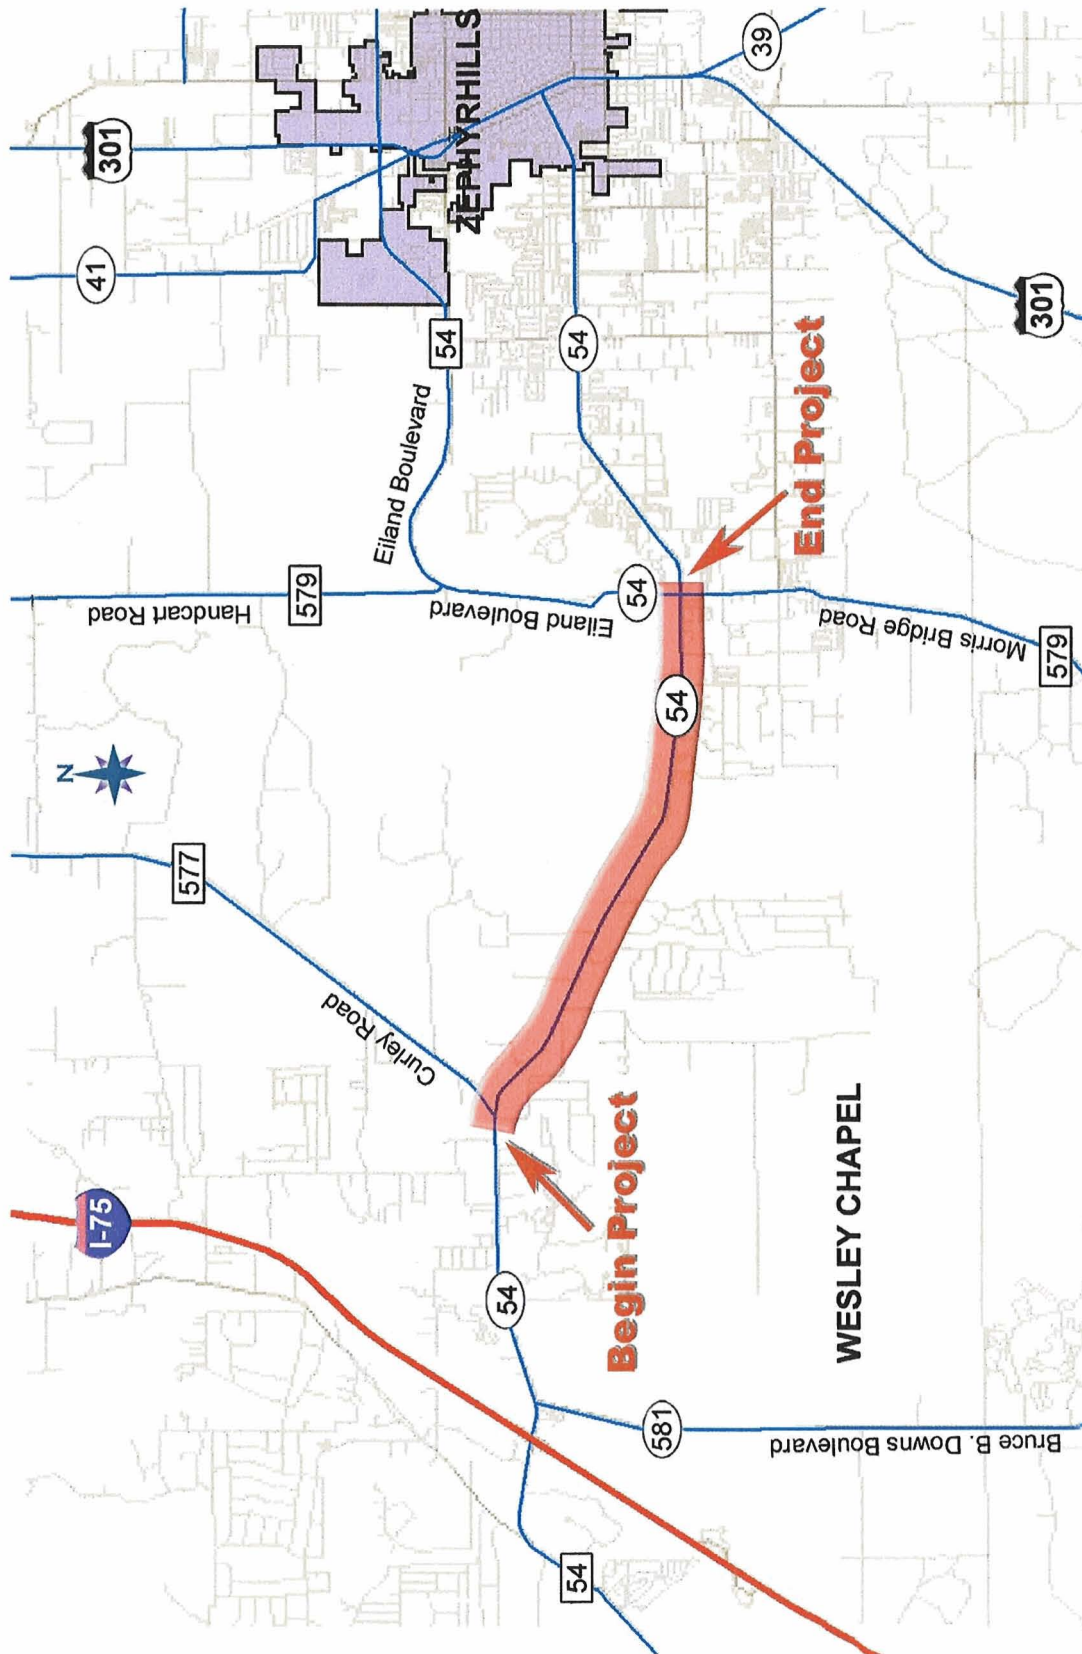 N
I-75
41
301
Handcart Road
577
579
Curley Road
Eiland Boulevard
54
ZEPHYRHILLS
54
Eiland Boulevard
54
54
Begin Project
54
581
54
39
End Project
WESLEY CHAPEL
Bruce B. Downs Boulevard
Morris Bridge Road
579
301